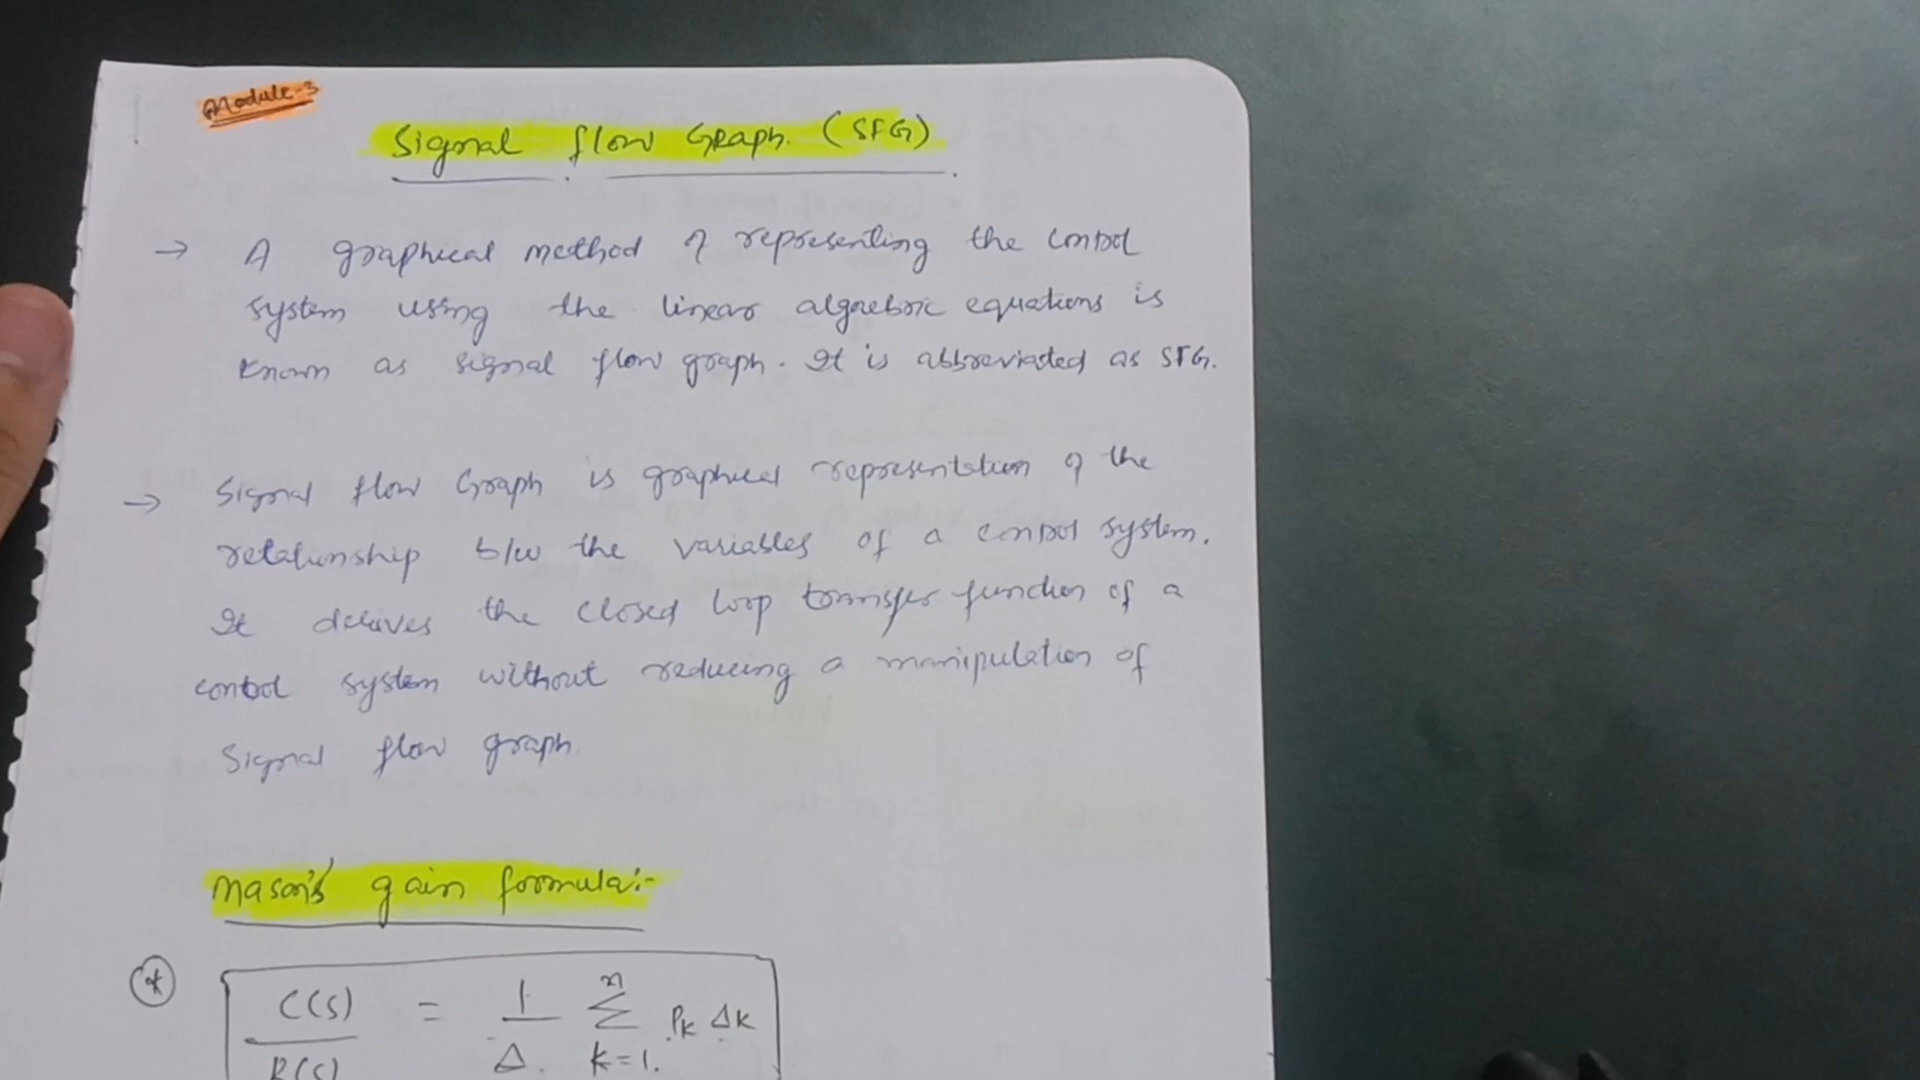 Module-3
Signal flow Graph. (SFG)
→ A graphical method of representing the control
system using the linear algaebric equations is
known as signal flow graph. It is abbreviated as SFG.
→ Signal flow Graph is graphical representation of the
relationship b/w the variables of a control system.
It derives the closed loop transfer function of a
control system without reducing a manipulation of
Signal flow graph.
Mason's gain formula:-
* C(s)/R(s) = 1/Δ. n∑k=1. Pk Δk